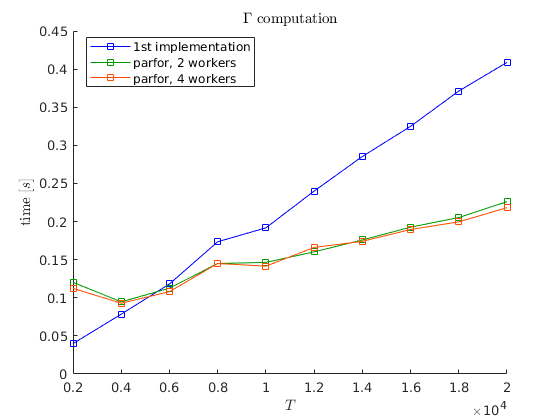 Γ computation
1st implementation
parfor, 2 workers
parfor, 4 workers
time [s]
0.45
0.4
0.35
0.3
0.25
0.2
0.15
0.1
0.05
0
0.2 0.4 0.6 0.8 1 1.2 1.4 1.6 1.8 2
T
×10⁴